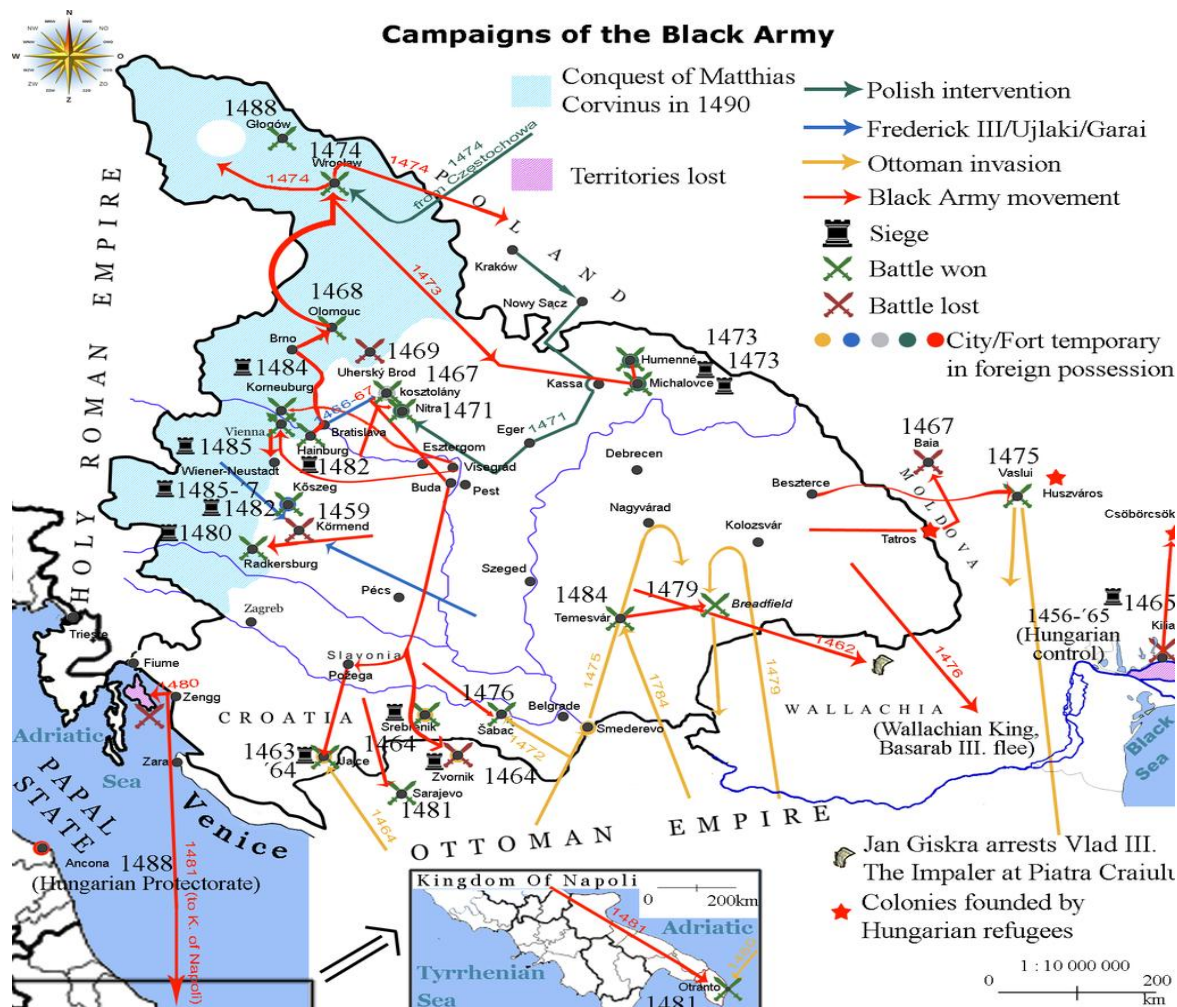 Campaigns of the Black Army
N
W
O
Z
Conquest of Matthias
Corvinus in 1490
Territories lost
Polish intervention
Frederick III/Ujlaki/Garai
Ottoman invasion
Black Army movement
Siege
Battle won
Battle lost
City/Fort temporary
in foreign possession
HOLY ROMAN EMPIRE
POLAND
1488
Głogów
1474
Wrocław
1474
1474
1474
from Częstochowa
Kraków
Nowy Sącz
1473
1468
Olomouc
Brno
1469
Uherský Brod
1484
Korneuburg
1467
kosztolány
Nitra
1471
1466-67
Vienna
Hainburg
Bratislava
1485
Wiener-Neustadt
1482
Esztergom
Visegrád
Buda
Pest
1485-7
Kőszeg
1482
1459
Körmend
1480
Radkersburg
Humenné
1473
1473
Michalovce
Kassa
Eger
1471
Debrecen
Nagyvárad
Kolozsvár
Beszterce
1467
Baia
MOLDOVA
1475
Vaslui
Huszváros
Csöbörcsök
Tatros
Szeged
Pécs
Zagreb
Trieste
Fiume
Zengg
1480
Slavonia
Požega
CROATIA
1484
Temesvár
1479
Breadfield
1462
1476
1475
1784
1479
WALLACHIA
(Wallachian King,
Basarab III. flee)
1456-´65
(Hungarian
control)
1465
Kilia
Black
Sea
Belgrade
Smederevo
1476
Šabac
1472
Srebrenik
1464
Zvornik
1464
1463
´64
Jajce
Sarajevo
1481
1464
Adriatic
Sea
Zara
Venice
PAPAL
STATE
Ancona
1488
(Hungarian Protectorate)
1481 (to K. of Napoli)
OTTOMAN EMPIRE
Kingdom Of Napoli
0
200km
1481
Adriatic
Tyrrhenian
Sea
Otranto
1481
Jan Giskra arrests Vlad III.
The Impaler at Piatra Craiulu
Colonies founded by
Hungarian refugees
1 : 10 000 000
0
200
km